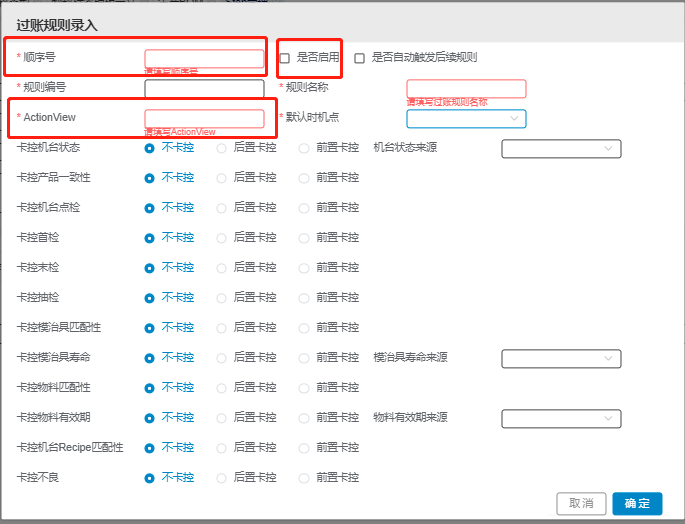 过账规则录入
* 顺序号 是否启用 是否自动触发后续规则
请填写顺序号
* 规则编号 * 规则名称
请填写过账规则名称
* ActionView * 默认时机点
请填写ActionView
卡控机台状态 不卡控 后置卡控 前置卡控 机台状态来源
卡控产品一致性 不卡控 后置卡控 前置卡控
卡控机台点检 不卡控 后置卡控 前置卡控
卡控首检 不卡控 后置卡控 前置卡控
卡控末检 不卡控 后置卡控 前置卡控
卡控抽检 不卡控 后置卡控 前置卡控
卡控模治具匹配性 不卡控 后置卡控 前置卡控
卡控模治具寿命 不卡控 后置卡控 前置卡控 模治具寿命来源
卡控物料匹配性 不卡控 后置卡控 前置卡控
卡控物料有效期 不卡控 后置卡控 前置卡控 物料有效期来源
卡控机台Recipe匹配性 不卡控 后置卡控 前置卡控
卡控不良 不卡控 后置卡控 前置卡控
取消 确定